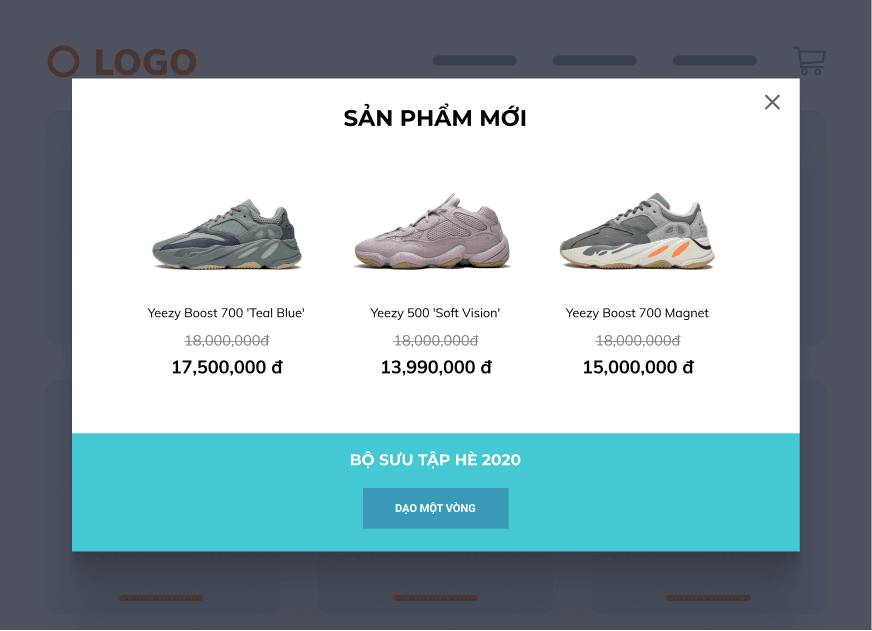 LOGO
SẢN PHẨM MỚI
Yeezy Boost 700 'Teal Blue'
Yeezy 500 'Soft Vision'
Yeezy Boost 700 Magnet
18,000,000đ
18,000,000đ
18,000,000đ
17,500,000 đ
13,990,000 đ
15,000,000 đ
BỘ SƯU TẬP HÈ 2020
DẠO MỘT VÒNG